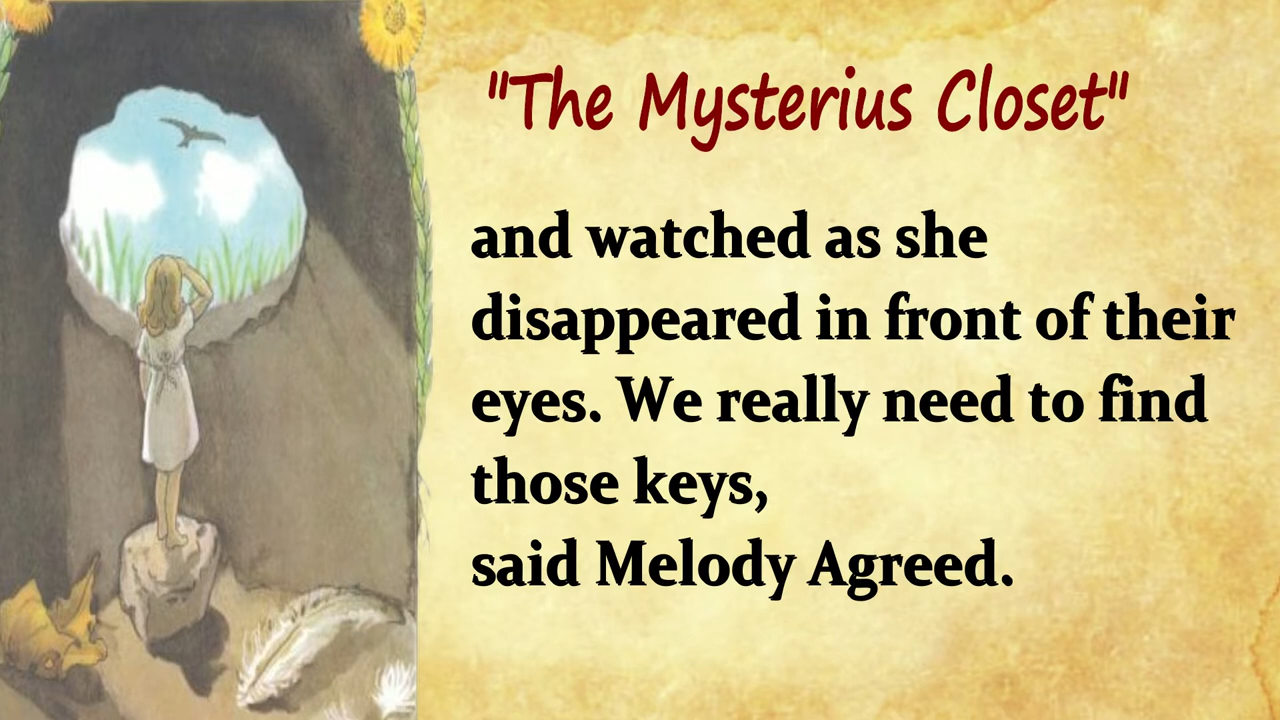 "The Mysterius Closet"
and watched as she
disappeared in front of their
eyes. We really need to find
those keys,
said Melody Agreed.